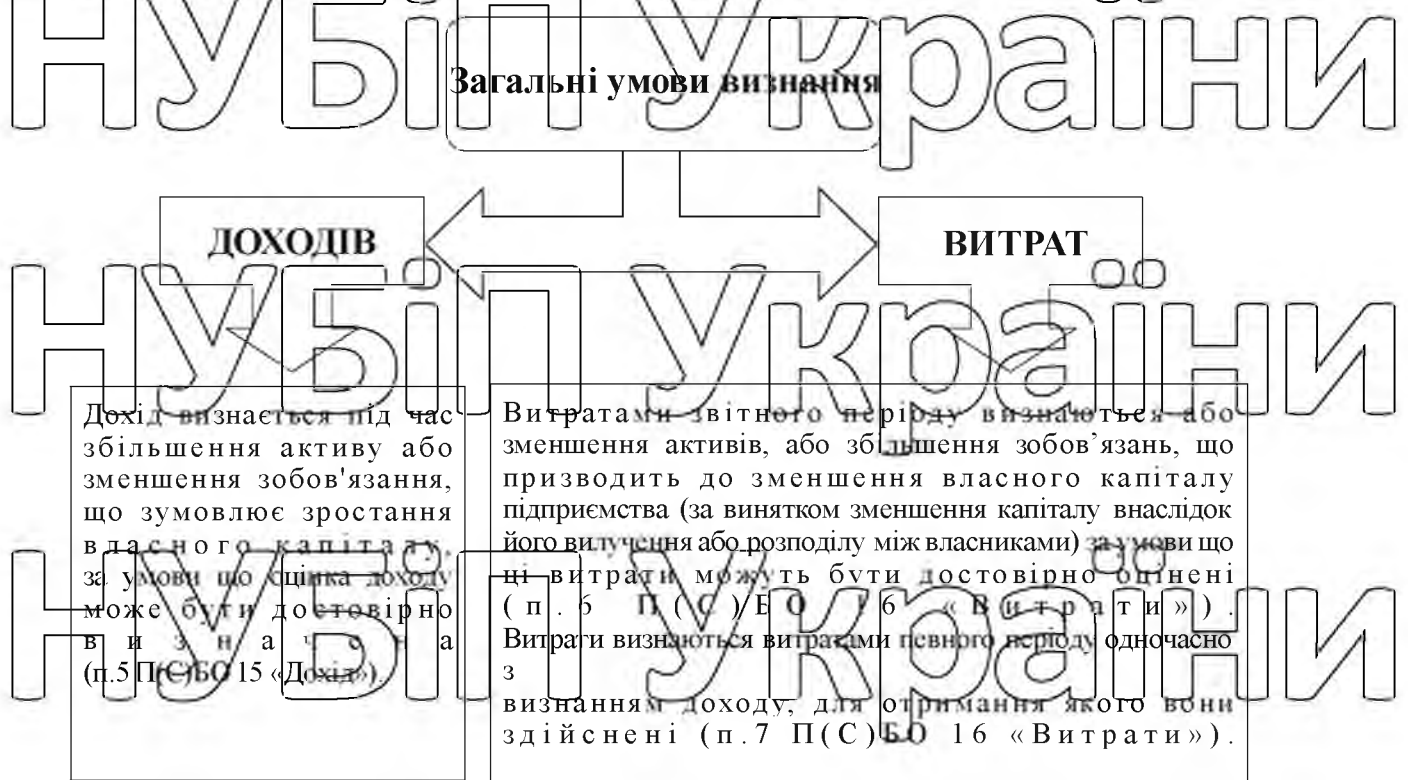 НУБіП України
Загальні умови визнання
ДОХОДІВ
ВИТРАТ
НУБіП України
Дохід визнається під час
збільшення активу або
зменшення зобов'язання,
що зумовлює зростання
власного капіталу,
за умови що оцінка доходу
може бути достовірно
визначена
(п.5 П(С)БО 15 «Дохід»).
Витратами звітного періоду визнаються або
зменшення активів, або збільшення зобов’язань, що
призводить до зменшення власного капіталу
підприємства (за винятком зменшення капіталу внаслідок
його вилучення або розподілу між власниками) за умови що
ці витрати можуть бути достовірно оцінені
(п.6 П(С)БО 16 «Витрати»).
Витрати визнаються витратами певного періоду одночасно
з
визнанням доходу, для отримання якого вони
здійснені (п.7 П(С)БО 16 «Витрати»).
НУБіП України